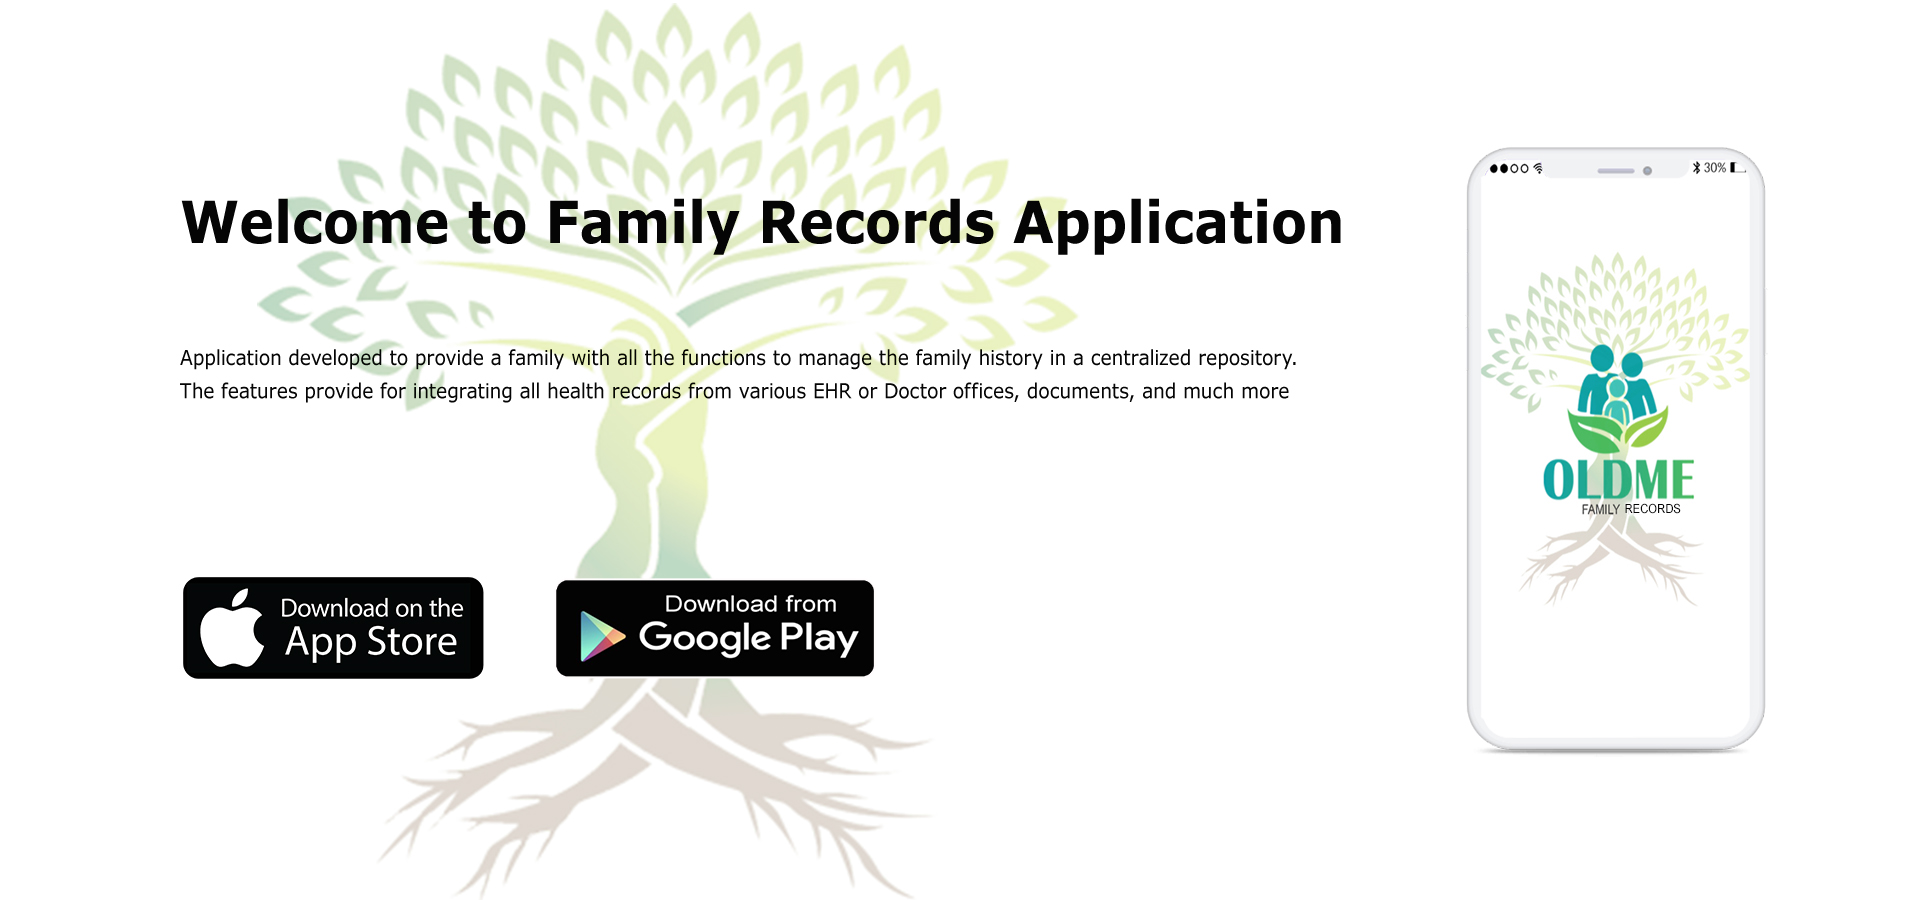 Welcome to Family Records Application
Application developed to provide a family with all the functions to manage the family history in a centralized repository.
The features provide for integrating all health records from various EHR or Doctor offices, documents, and much more
Download on the
App Store
Download from
Google Play
30%
OLDME
FAMILY RECORDS